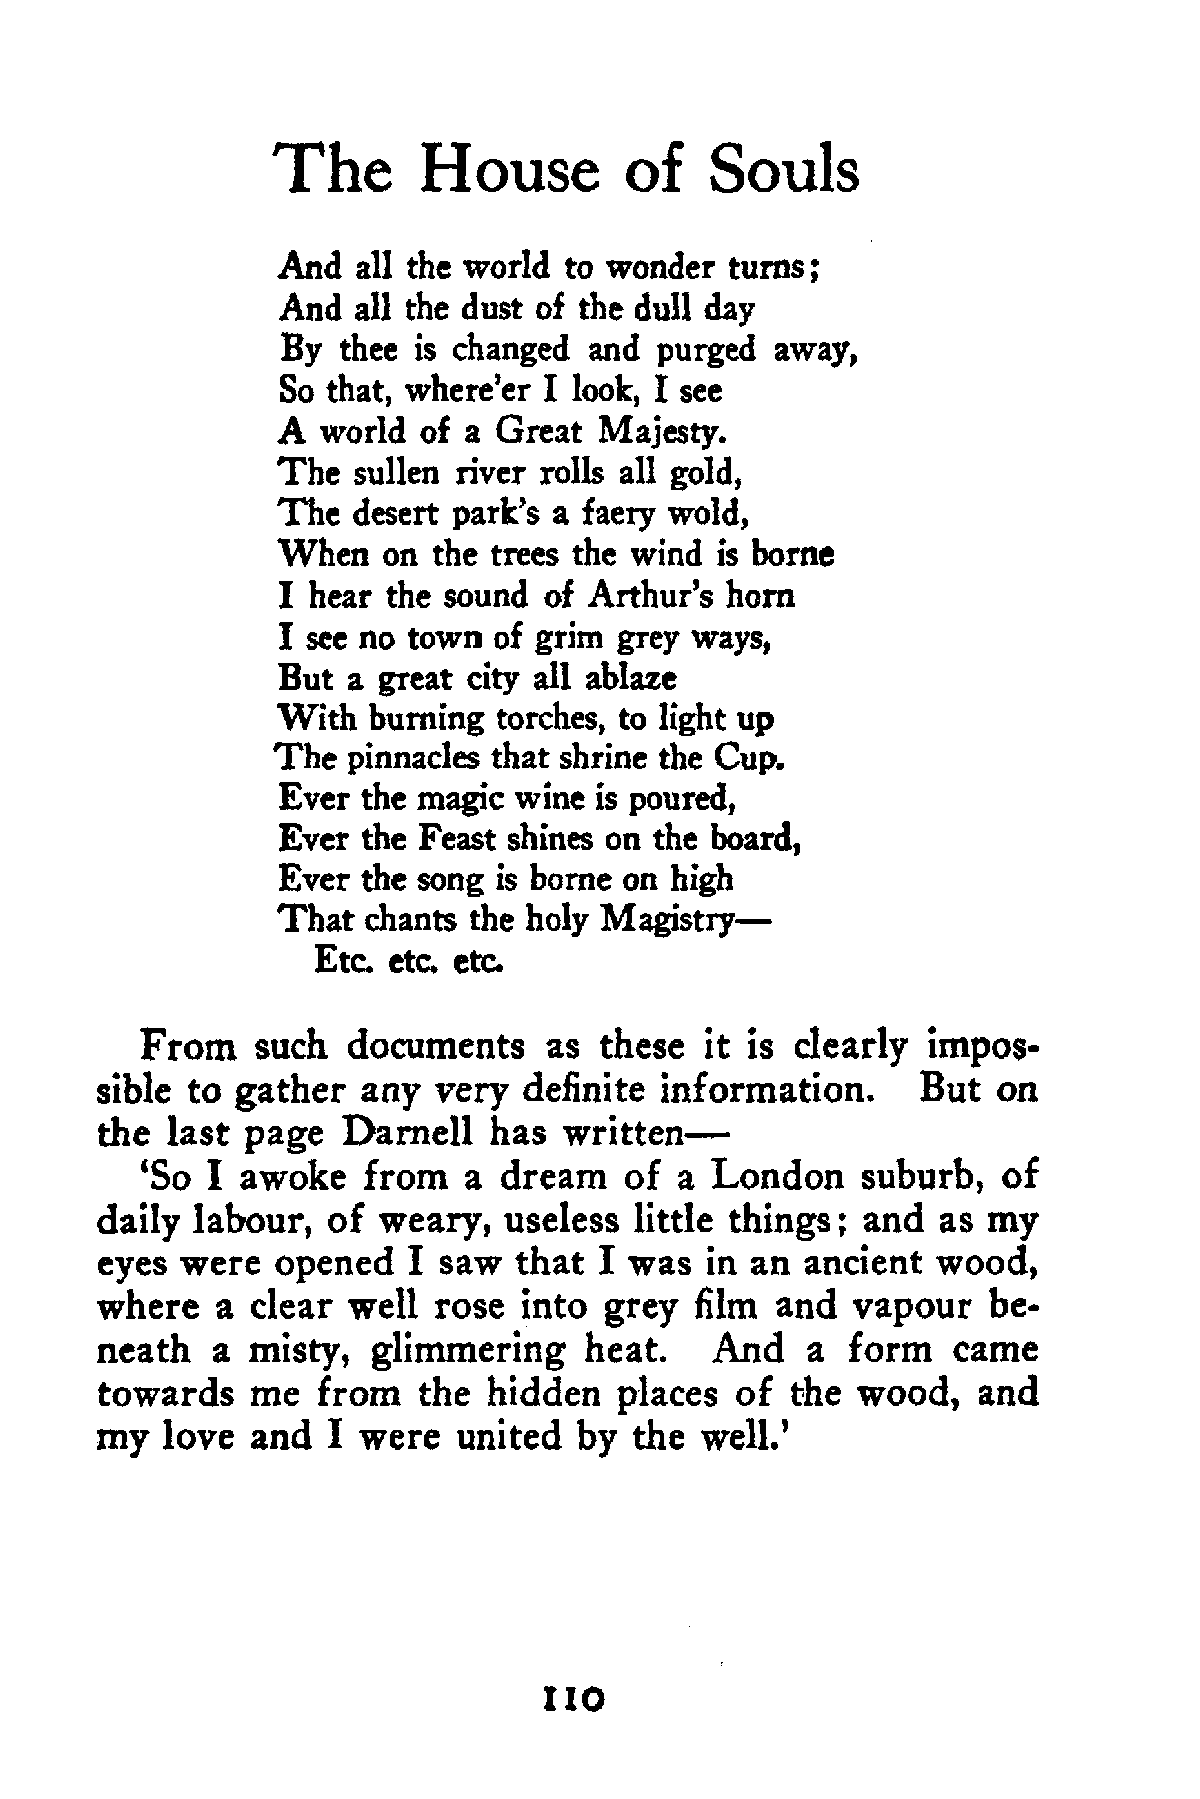 The House of Souls
And all the world to wonder turns;
And all the dust of the dull day
By thee is changed and purged away,
So that, where'er I look, I see
A world of a Great Majesty.
The sullen river rolls all gold,
The desert park's a faery wold,
When on the trees the wind is borne
I hear the sound of Arthur's horn
I see no town of grim grey ways,
But a great city all ablaze
With burning torches, to light up
The pinnacles that shrine the Cup.
Ever the magic wine is poured,
Ever the Feast shines on the board,
Ever the song is borne on high
That chants the holy Magistry—
Etc. etc. etc.
From such documents as these it is clearly impos-
sible to gather any very definite information. But on
the last page Darnell has written—
‘So I awoke from a dream of a London suburb, of
daily labour, of weary, useless little things; and as my
eyes were opened I saw that I was in an ancient wood,
where a clear well rose into grey film and vapour be-
neath a misty, glimmering heat. And a form came
towards me from the hidden places of the wood, and
my love and I were united by the well.’
110